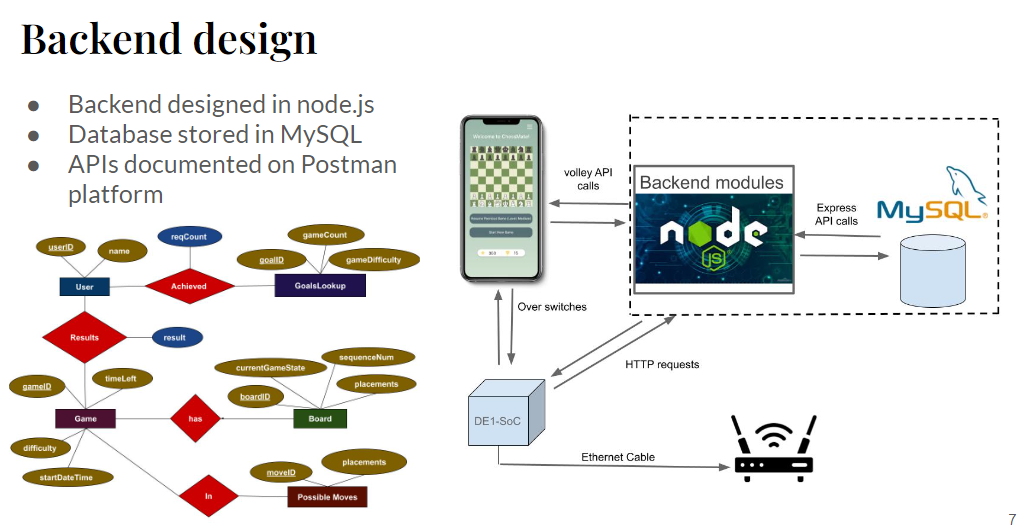 Backend design
● Backend designed in node.js
● Database stored in MySQL
● APIs documented on Postman
platform
userID
name
reqCount
gameCount
goalID
gameDifficulty
User
Achieved
GoalsLookup
Results
result
gameID
timeLeft
currentGameState
sequenceNum
boardID
placements
Game
has
Board
difficulty
startDateTime
moveID
placements
In
Possible Moves
Welcome to ChessMate!
Start New Game
volley API
calls
Backend modules
node
JS
Express
API calls
MySQL®
Over switches
HTTP requests
DE1-SoC
Ethernet Cable
7